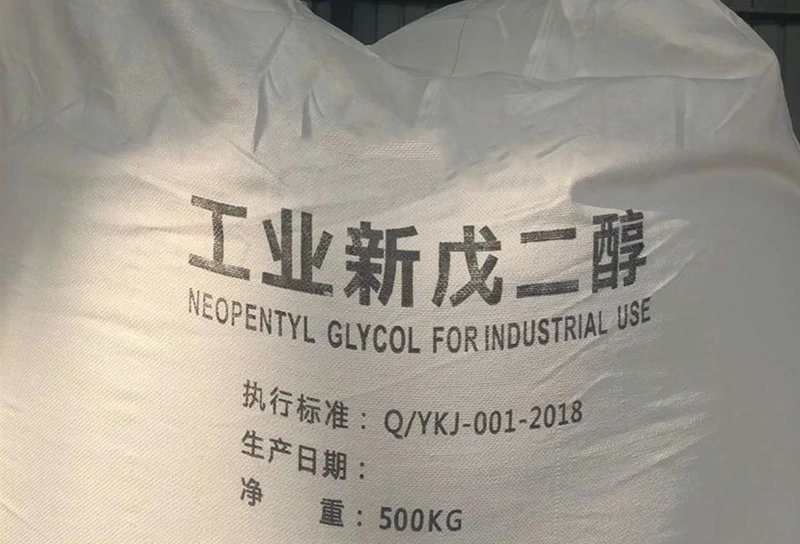 工业新戊二醇
NEOPENTYL GLYCOL FOR INDUSTRIAL USE
执行标准：Q/YKJ-001-2018
生产日期：
净 重：500KG